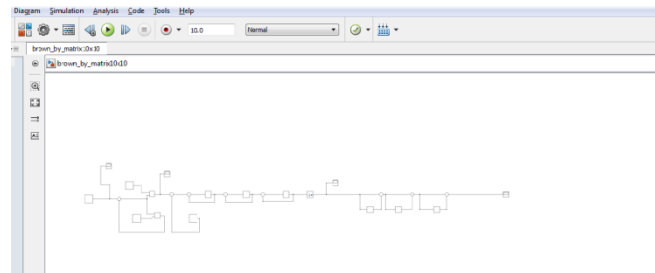 Diagram Simulation Analysis Code Tools Help
10.0 Normal
brown_by_matrix10x10
brown_by_matrix10x10